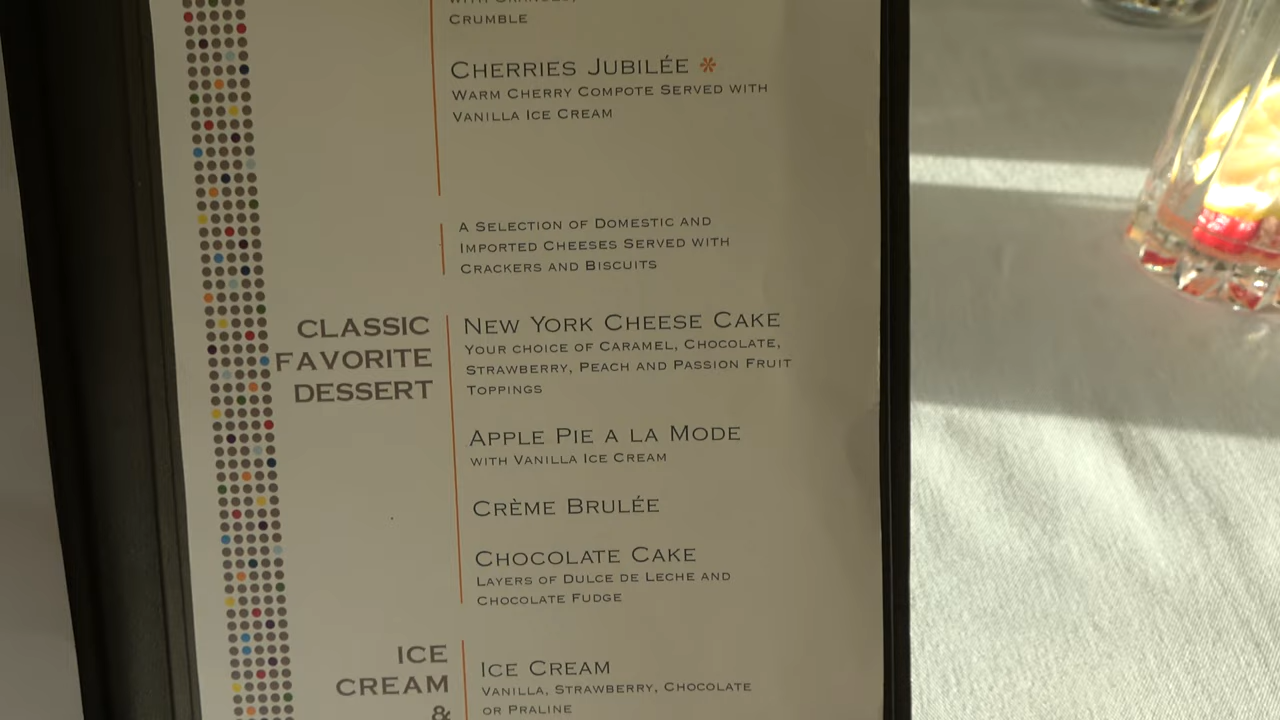 CRUMBLE
CHERRIES JUBILÉE *
WARM CHERRY COMPOTE SERVED WITH
VANILLA ICE CREAM
A SELECTION OF DOMESTIC AND
IMPORTED CHEESES SERVED WITH
CRACKERS AND BISCUITS
CLASSIC
FAVORITE
DESSERT
NEW YORK CHEESE CAKE
YOUR CHOICE OF CARAMEL, CHOCOLATE,
STRAWBERRY, PEACH AND PASSION FRUIT
TOPPINGS
APPLE PIE A LA MODE
WITH VANILLA ICE CREAM
CRÈME BRULÉE
CHOCOLATE CAKE
LAYERS OF DULCE DE LECHE AND
CHOCOLATE FUDGE
ICE
CREAM
&
ICE CREAM
VANILLA, STRAWBERRY, CHOCOLATE
OR PRALINE